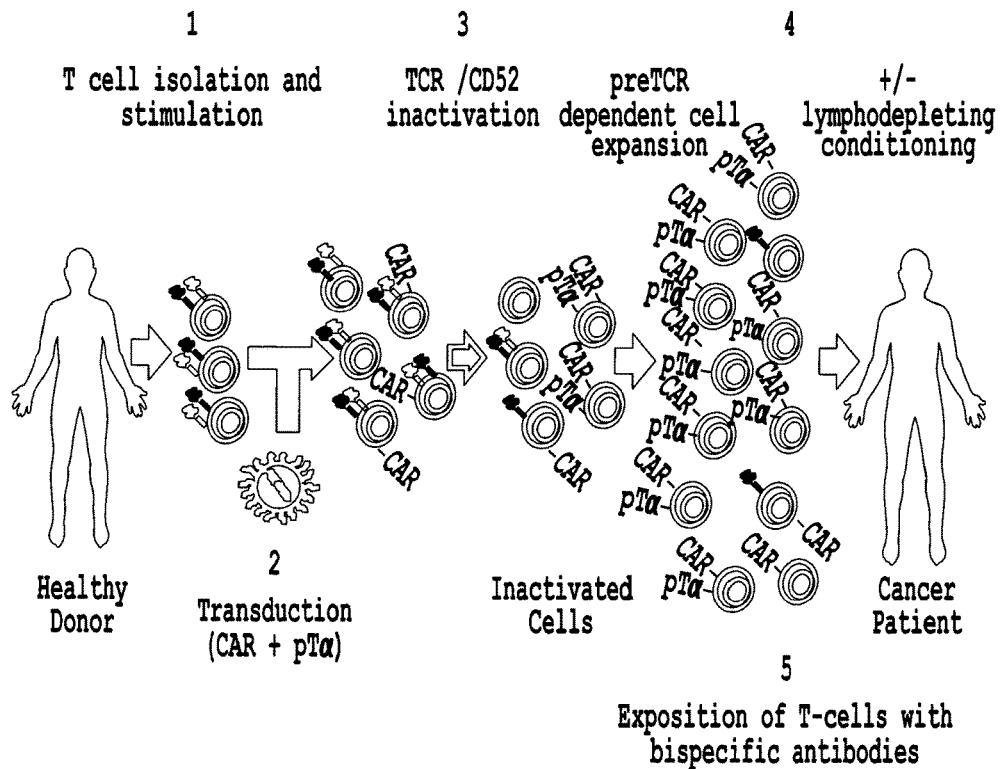 1
T cell isolation and
stimulation
3
TCR /CD52
inactivation
4
preTCR
dependent cell
expansion
+/-
lymphodepleting
conditioning
CAR
CAR
CAR
CAR
pTα
CAR
pTα
CAR
CAR
pTα
CAR
pTα
CAR
pTα
CAR
pTα
CAR
pTα
CAR
pTα
CAR
pTα
CAR
pTα
CAR
CAR
pTα
CAR
Healthy
Donor
2
Transduction
(CAR + pTα)
Inactivated
Cells
Cancer
Patient
5
Exposition of T-cells with
bispecific antibodies